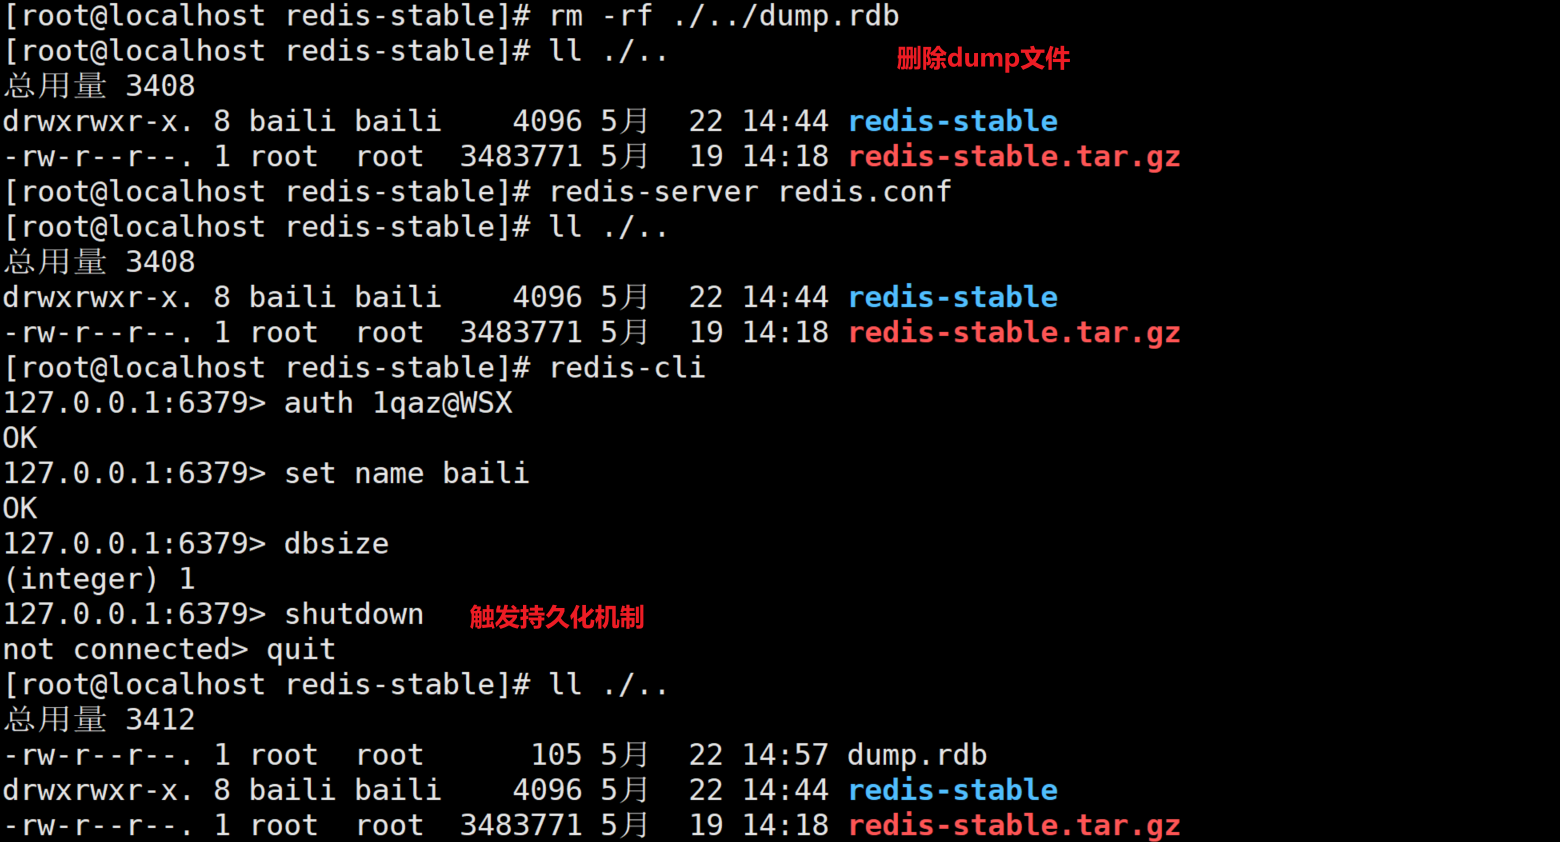 [root@localhost redis-stable]# rm -rf ./../dump.rdb
[root@localhost redis-stable]# ll ./..
删除dump文件
总用量 3408
drwxrwxr-x. 8 baili baili    4096 5月  22 14:44 redis-stable
-rw-r--r--. 1 root  root  3483771 5月  19 14:18 redis-stable.tar.gz
[root@localhost redis-stable]# redis-server redis.conf
[root@localhost redis-stable]# ll ./..
总用量 3408
drwxrwxr-x. 8 baili baili    4096 5月  22 14:44 redis-stable
-rw-r--r--. 1 root  root  3483771 5月  19 14:18 redis-stable.tar.gz
[root@localhost redis-stable]# redis-cli
127.0.0.1:6379> auth 1qaz@WSX
OK
127.0.0.1:6379> set name baili
OK
127.0.0.1:6379> dbsize
(integer) 1
127.0.0.1:6379> shutdown 触发持久化机制
not connected> quit
[root@localhost redis-stable]# ll ./..
总用量 3412
-rw-r--r--. 1 root  root      105 5月  22 14:57 dump.rdb
drwxrwxr-x. 8 baili baili    4096 5月  22 14:44 redis-stable
-rw-r--r--. 1 root  root  3483771 5月  19 14:18 redis-stable.tar.gz